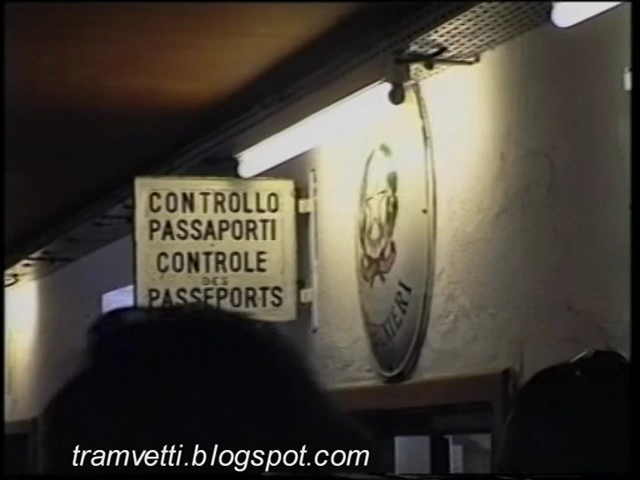 CONTROLLO
PASSAPORTI
CONTROLE
DES
PASSEPORTS
tramvetti.blogspot.com